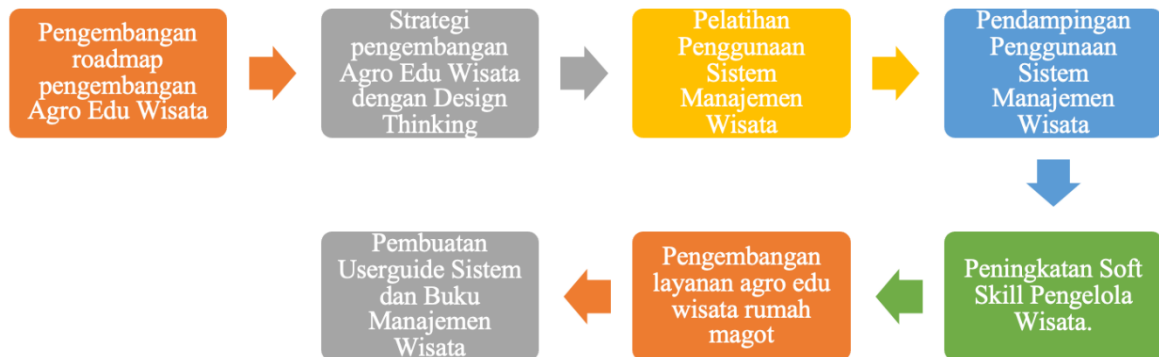 Pengembangan
roadmap
pengembangan
Agro Edu Wisata
Strategi
pengembangan
Agro Edu Wisata
dengan Design
Thinking
Pelatihan
Penggunaan
Sistem
Manajemen
Wisata
Pendampingan
Penggunaan
Sistem
Manajemen
Wisata
Peningkatan Soft
Skill Pengelola
Wisata.
Pengembangan
layanan agro edu
wisata rumah
magot
Pembuatan
Userguide Sistem
dan Buku
Manajemen
Wisata